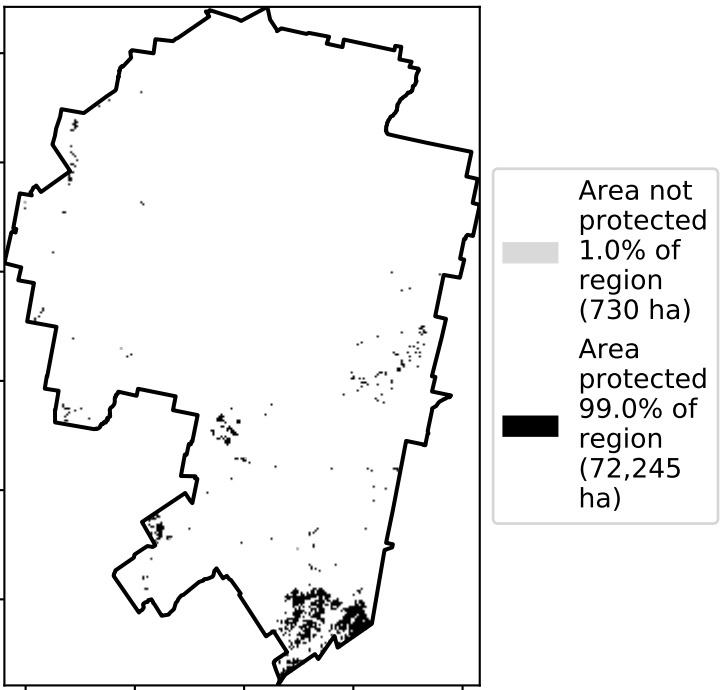 Area not
protected
1.0% of
region
(730 ha)
Area
protected
99.0% of
region
(72,245
ha)